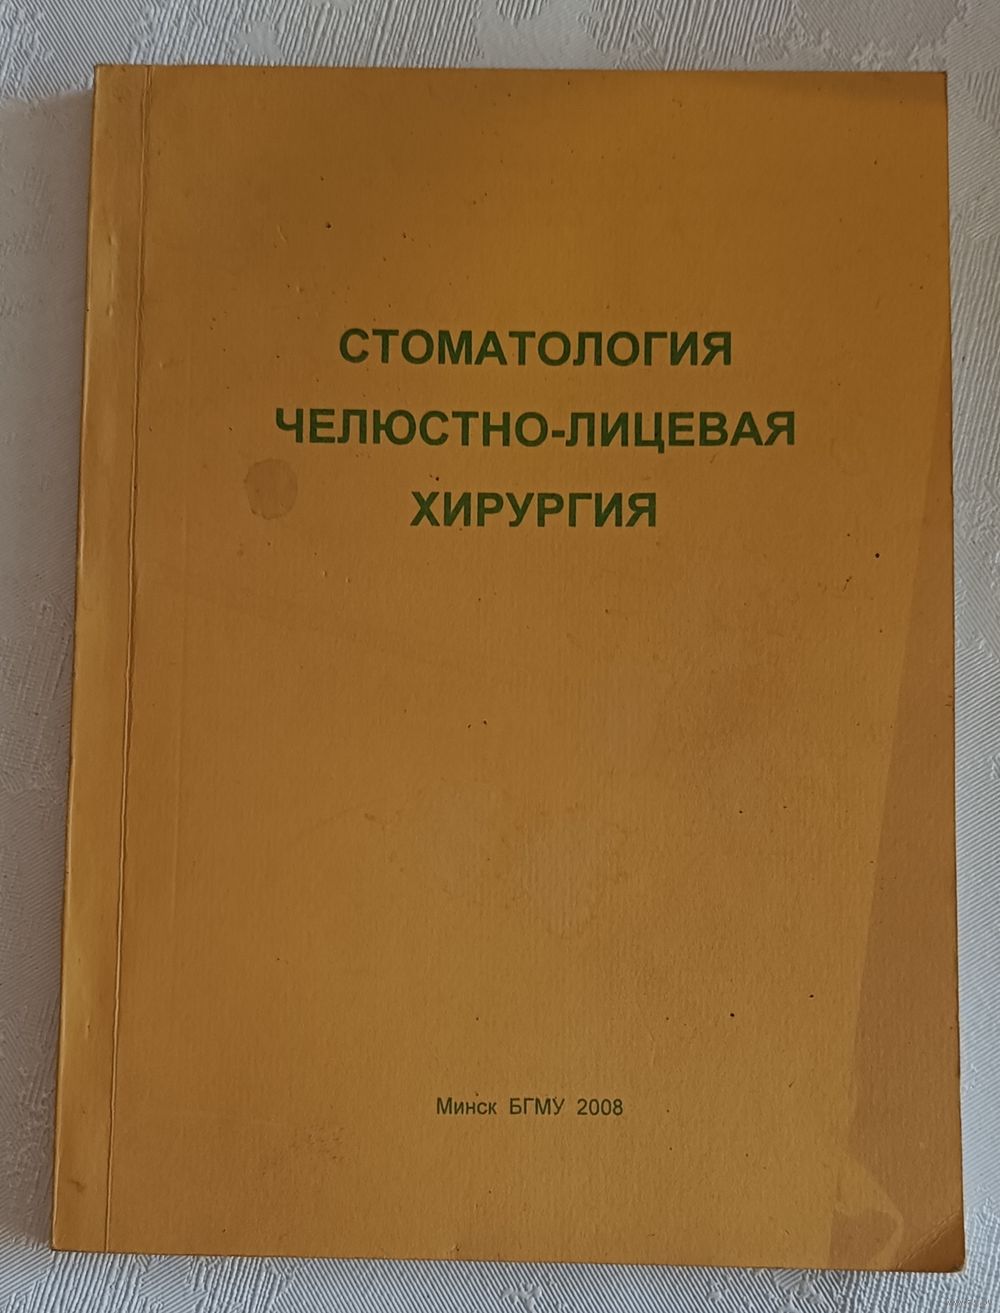 СТОМАТОЛОГИЯ
ЧЕЛЮСТНО-ЛИЦЕВАЯ
ХИРУРГИЯ
Минск БГМУ 2008